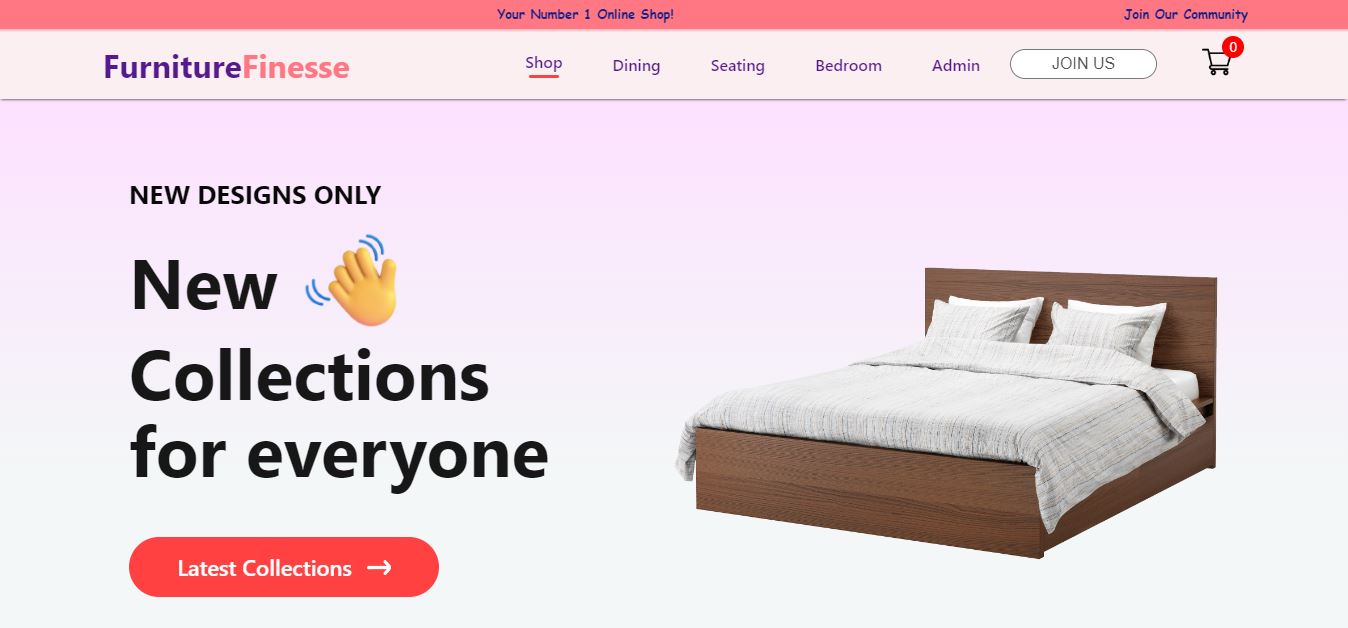 Your Number 1 Online Shop!
Join Our Community
FurnitureFinesse
Shop
Dining
Seating
Bedroom
Admin
JOIN US
0
NEW DESIGNS ONLY
New
Collections
for everyone
Latest Collections